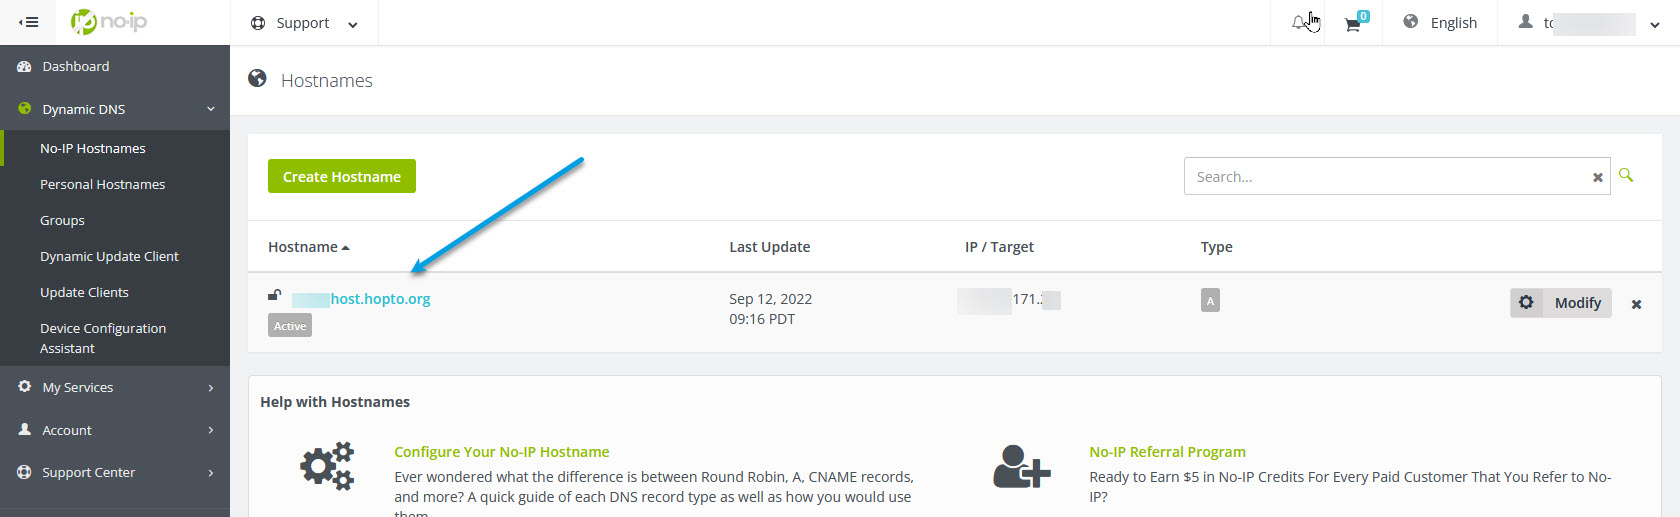 no-ip
Support
0
English
Dashboard
Dynamic DNS
No-IP Hostnames
Personal Hostnames
Groups
Dynamic Update Client
Update Clients
Device Configuration
Assistant
My Services
Account
Support Center
Hostnames
Create Hostname
Search...
Hostname Last Update IP / Target Type
host.hopto.org Sep 12, 2022 171. A Modify
Active 09:16 PDT
Help with Hostnames
Configure Your No-IP Hostname
Ever wondered what the difference is between Round Robin, A, CNAME records,
and more? A quick guide of each DNS record type as well as how you would use
them
No-IP Referral Program
Ready to Earn $5 in No-IP Credits For Every Paid Customer That You Refer to No-
IP?